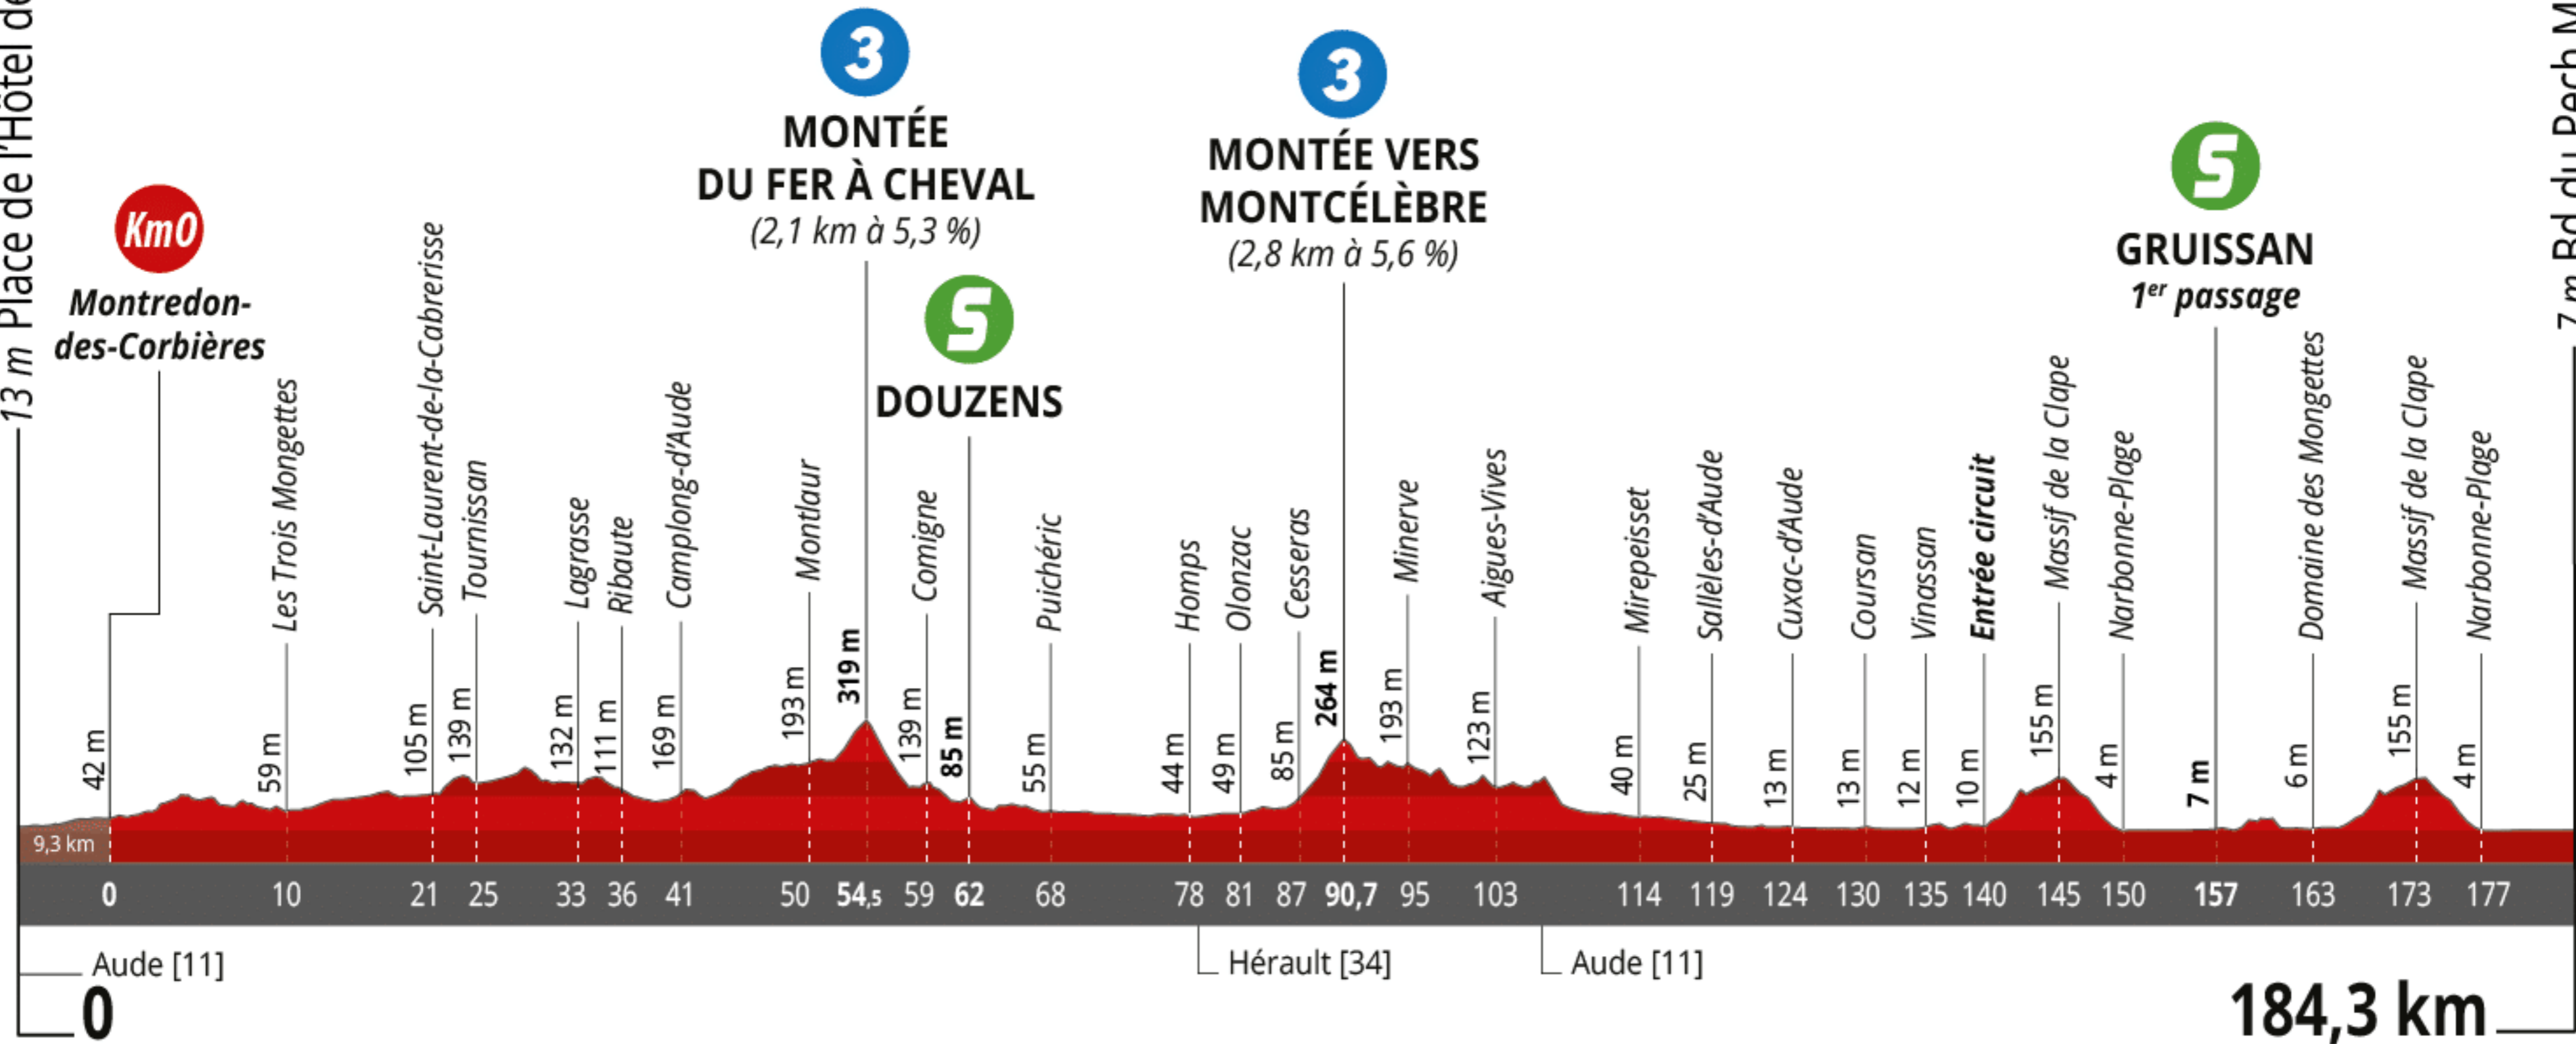 13 m Place de l'Hôtel de
Km0
Montredon-
des-Corbières
3
MONTÉE
DU FER À CHEVAL
(2,1 km à 5,3 %)
S
DOUZENS
3
MONTÉE VERS
MONTCÉLÈBRE
(2,8 km à 5,6 %)
S
GRUISSAN
1er passage
7 m Bd du Pech M
Les Trois Mongettes
Saint-Laurent-de-la-Cabrerisse
Tournissan
Lagrasse
Ribaute
Camplong-d'Aude
Montlaur
Comigne
Puichéric
Homps
Olonzac
Cesseras
Minerve
Aigues-Vives
Mirepeisset
Sallèles-d'Aude
Cuxac-d'Aude
Coursan
Vinassan
Entrée circuit
Massif de la Clape
Narbonne-Plage
Domaine des Mongettes
Massif de la Clape
Narbonne-Plage
42 m
59 m
105 m
139 m
132 m
111 m
169 m
193 m
319 m
139 m
85 m
55 m
44 m
49 m
85 m
264 m
193 m
123 m
40 m
25 m
13 m
13 m
12 m
10 m
155 m
4 m
7 m
6 m
155 m
4 m
9,3 km
0 10 21 25 33 36 41 50 54,5 59 62 68 78 81 87 90,7 95 103 114 119 124 130 135 140 145 150 157 163 173 177
Aude [11] Hérault [34] Aude [11]
0 184,3 km